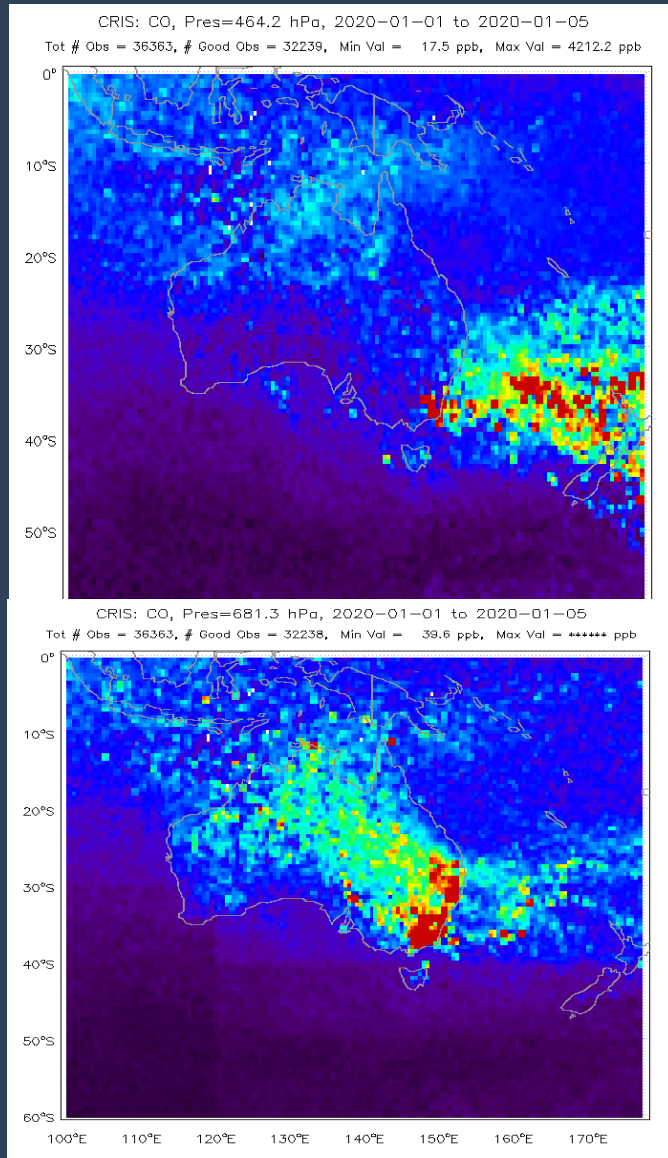 CRIS: CO, Pres=464.2 hPa, 2020-01-01 to 2020-01-05
Tot # Obs = 36363, # Good Obs = 32239, Min Val = 17.5 ppb, Max Val = 4212.2 ppb
0°
10°S
20°S
30°S
40°S
50°S
CRIS: CO, Pres=681.3 hPa, 2020-01-01 to 2020-01-05
Tot # Obs = 36363, # Good Obs = 32238, Min Val = 39.6 ppb, Max Val = ****** ppb
0°
10°S
20°S
30°S
40°S
50°S
60°S
100°E 110°E 120°E 130°E 140°E 150°E 160°E 170°E